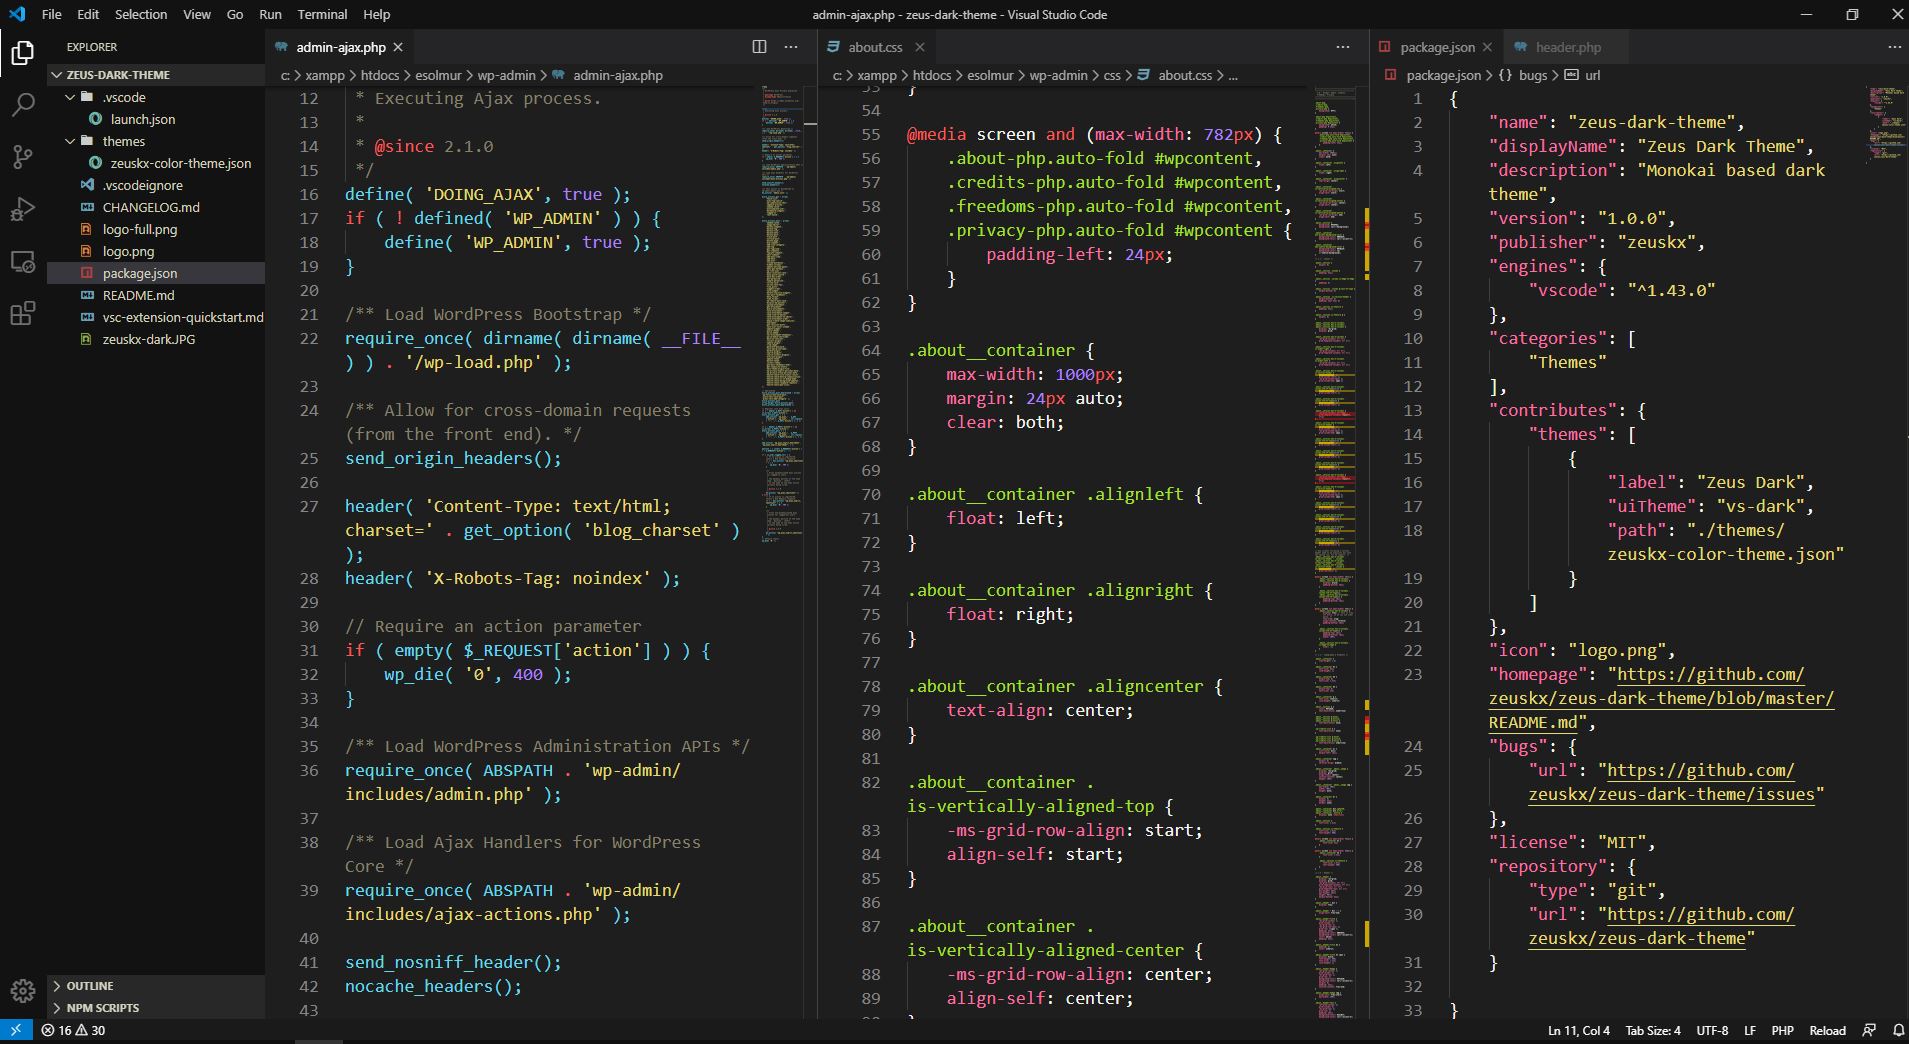 File Edit Selection View Go Run Terminal Help
admin-ajax.php - zeus-dark-theme - Visual Studio Code
EXPLORER
ZEUS-DARK-THEME
.vscode
launch.json
themes
zeuskx-color-theme.json
.vscodeignore
CHANGELOG.md
logo-full.png
logo.png
package.json
README.md
vsc-extension-quickstart.md
zeuskx-dark.JPG
OUTLINE
NPM SCRIPTS
admin-ajax.php
c: > xampp > htdocs > esolmur > wp-admin > admin-ajax.php
12 * Executing Ajax process.
13 *
14 * @since 2.1.0
15 */
16 define( 'DOING_AJAX', true );
17 if ( ! defined( 'WP_ADMIN' ) ) {
18     define( 'WP_ADMIN', true );
19 }
20
21 /** Load WordPress Bootstrap */
22 require_once( dirname( dirname( __FILE__
) ) . '/wp-load.php' );
23
24 /** Allow for cross-domain requests
(from the front end). */
25 send_origin_headers();
26
27 header( 'Content-Type: text/html;
charset=' . get_option( 'blog_charset' )
);
28 header( 'X-Robots-Tag: noindex' );
29
30 // Require an action parameter
31 if ( empty( $_REQUEST['action'] ) ) {
32     wp_die( '0', 400 );
33 }
34
35 /** Load WordPress Administration APIs */
36 require_once( ABSPATH . 'wp-admin/
includes/admin.php' );
37
38 /** Load Ajax Handlers for WordPress
Core */
39 require_once( ABSPATH . 'wp-admin/
includes/ajax-actions.php' );
40
41 send_nosniff_header();
42 nocache_headers();
43
about.css
c: > xampp > htdocs > esolmur > wp-admin > css > about.css > ...
53 }
54
55 @media screen and (max-width: 782px) {
56     .about-php.auto-fold #wpcontent,
57     .credits-php.auto-fold #wpcontent,
58     .freedoms-php.auto-fold #wpcontent,
59     .privacy-php.auto-fold #wpcontent {
60         padding-left: 24px;
61     }
62 }
63
64 .about__container {
65     max-width: 1000px;
66     margin: 24px auto;
67     clear: both;
68 }
69
70 .about__container .alignleft {
71     float: left;
72 }
73
74 .about__container .alignright {
75     float: right;
76 }
77
78 .about__container .aligncenter {
79     text-align: center;
80 }
81
82 .about__container .
is-vertically-aligned-top {
83     -ms-grid-row-align: start;
84     align-self: start;
85 }
86
87 .about__container .
is-vertically-aligned-center {
88     -ms-grid-row-align: center;
89     align-self: center;
}
package.json header.php
package.json > {} bugs > url
1 {
2     "name": "zeus-dark-theme",
3     "displayName": "Zeus Dark Theme",
4     "description": "Monokai based dark
theme",
5     "version": "1.0.0",
6     "publisher": "zeuskx",
7     "engines": {
8         "vscode": "^1.43.0"
9     },
10     "categories": [
11         "Themes"
12     ],
13     "contributes": {
14         "themes": [
15             {
16                 "label": "Zeus Dark",
17                 "uiTheme": "vs-dark",
18                 "path": "./themes/
zeuskx-color-theme.json"
19             }
20         ]
21     },
22     "icon": "logo.png",
23     "homepage": "https://github.com/
zeuskx/zeus-dark-theme/blob/master/
README.md",
24     "bugs": {
25         "url": "https://github.com/
zeuskx/zeus-dark-theme/issues"
26     },
27     "license": "MIT",
28     "repository": {
29         "type": "git",
30         "url": "https://github.com/
zeuskx/zeus-dark-theme"
31     }
32
33 }
16 30
Ln 11, Col 4 Tab Size: 4 UTF-8 LF PHP Reload